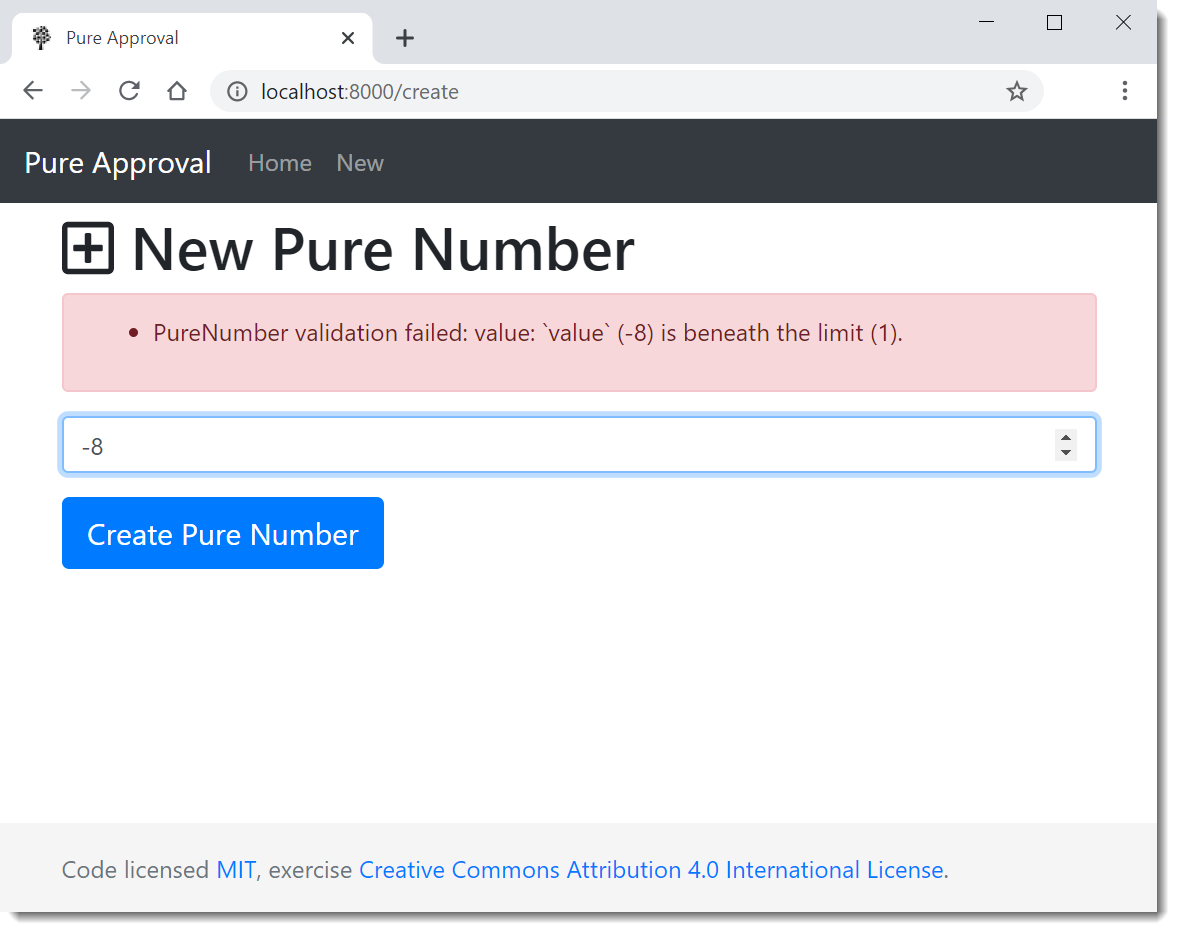 Pure Approval
localhost:8000/create
Pure Approval Home New
New Pure Number
PureNumber validation failed: value: `value` (-8) is beneath the limit (1).
-8
Create Pure Number
Code licensed MIT, exercise Creative Commons Attribution 4.0 International License.